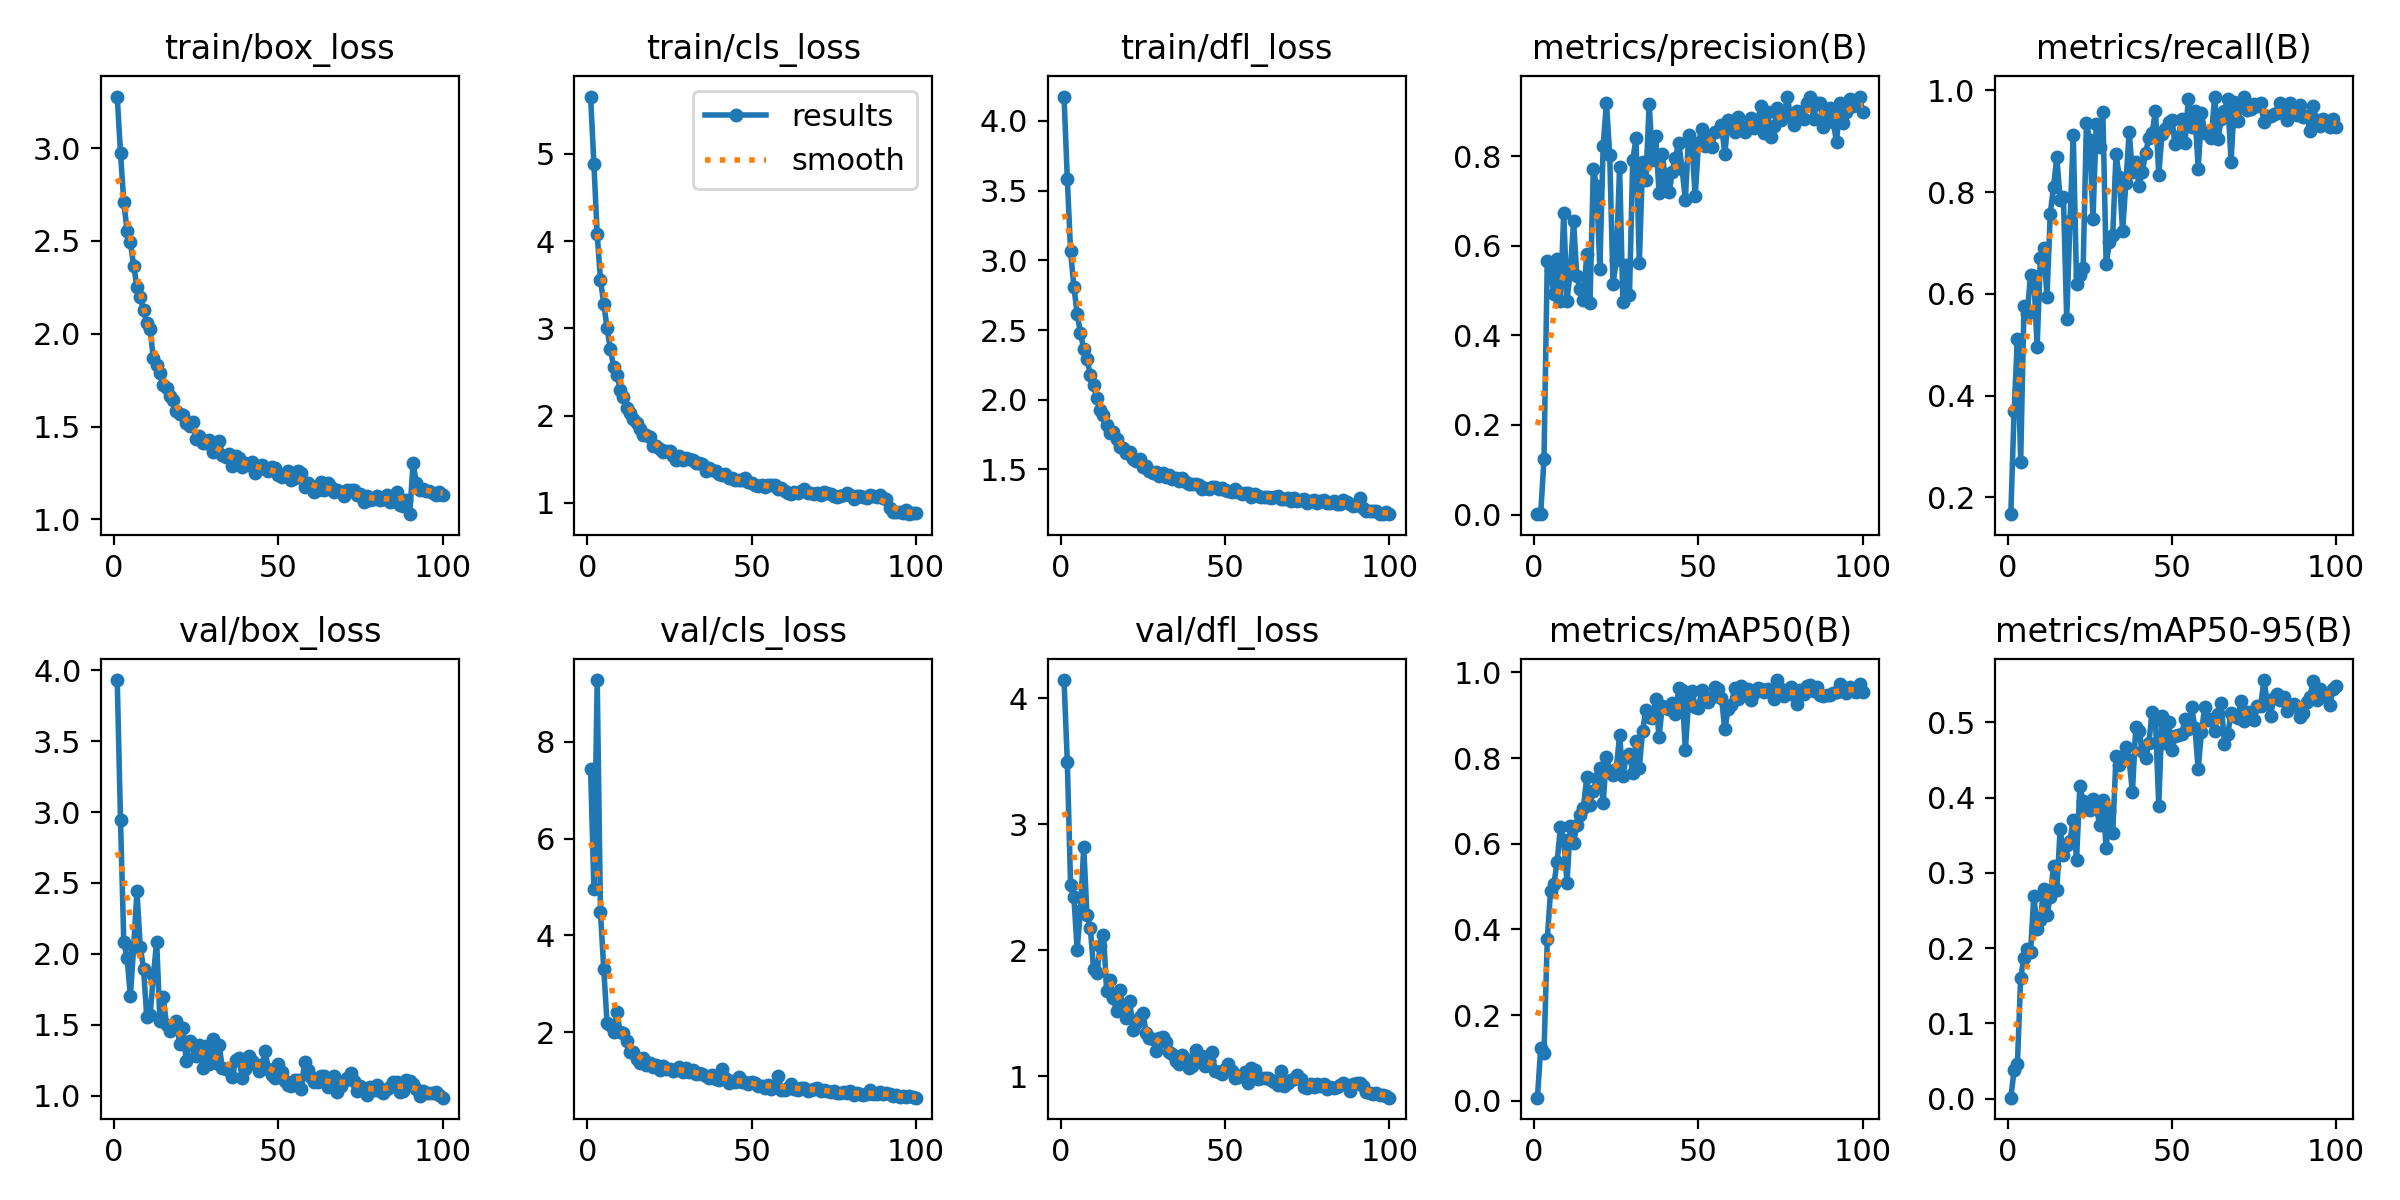 train/box_loss
3.0
2.5
2.0
1.5
1.0
0 50 100
train/cls_loss
results
smooth
5
4
3
2
1
0 50 100
train/dfl_loss
4.0
3.5
3.0
2.5
2.0
1.5
0 50 100
metrics/precision(B)
0.8
0.6
0.4
0.2
0.0
0 50 100
metrics/recall(B)
1.0
0.8
0.6
0.4
0.2
0 50 100
val/box_loss
4.0
3.5
3.0
2.5
2.0
1.5
1.0
0 50 100
val/cls_loss
8
6
4
2
0 50 100
val/dfl_loss
4
3
2
1
0 50 100
metrics/mAP50(B)
1.0
0.8
0.6
0.4
0.2
0.0
0 50 100
metrics/mAP50-95(B)
0.5
0.4
0.3
0.2
0.1
0.0
0 50 100